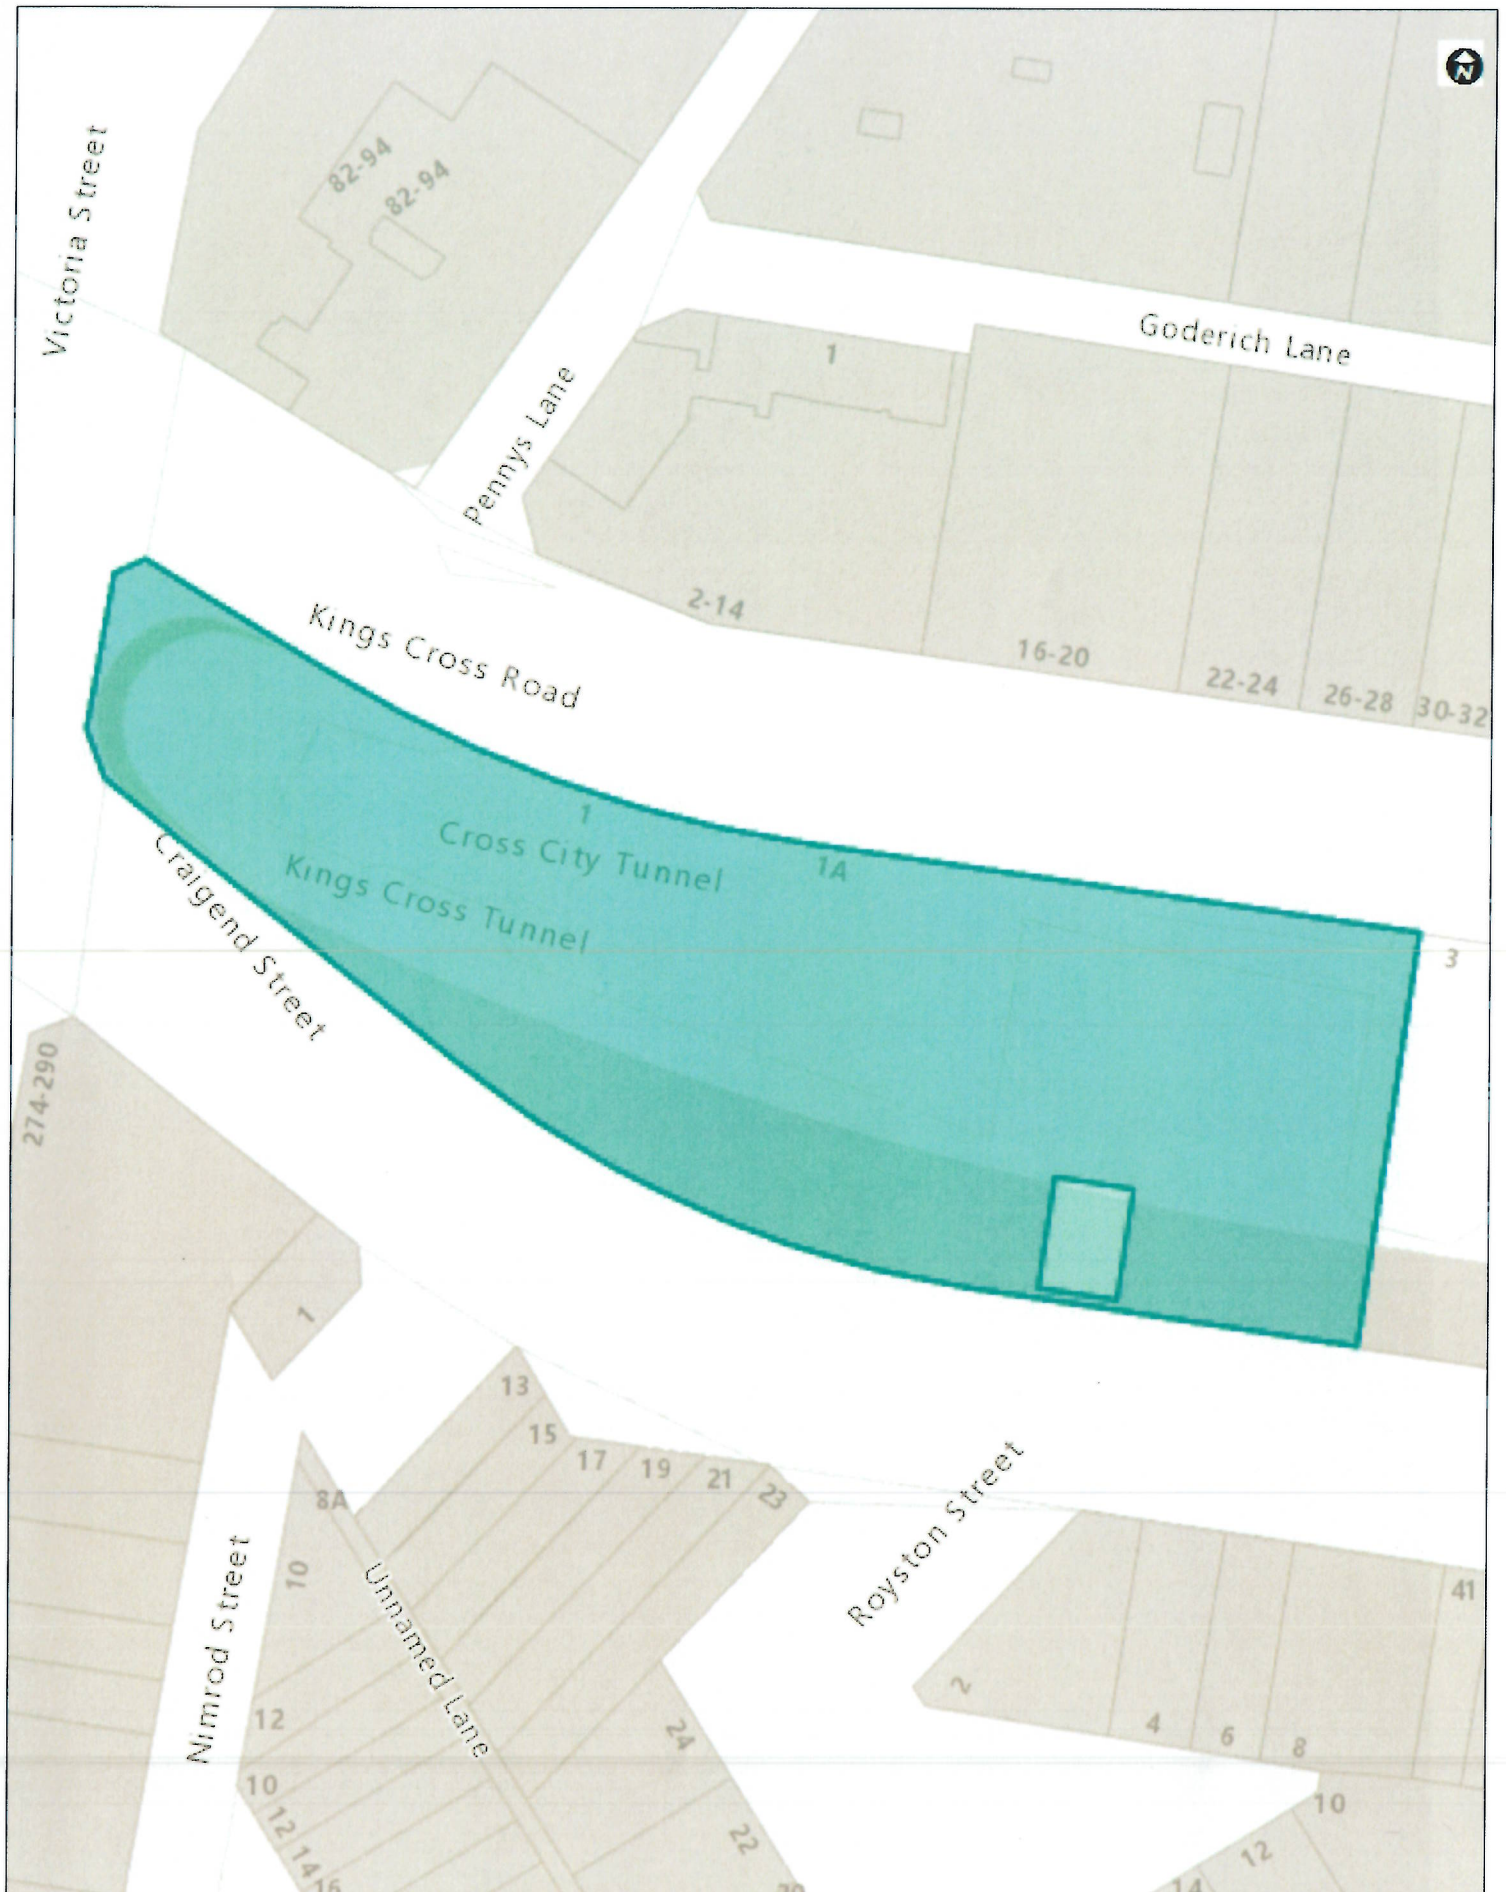 N
Victoria Street
82-94
82-94
Pennys Lane
1
Goderich Lane
2-14
16-20
22-24
26-28
30-32
Kings Cross Road
1
1A
Cross City Tunnel
Kings Cross Tunnel
3
Craigend Street
274-290
1
13
15
17
19
21
23
8A
10
Unnamed Lane
Nimrod Street
Royston Street
41
2
4
6
8
12
10
12
14
16
24
22
20
10
12
14